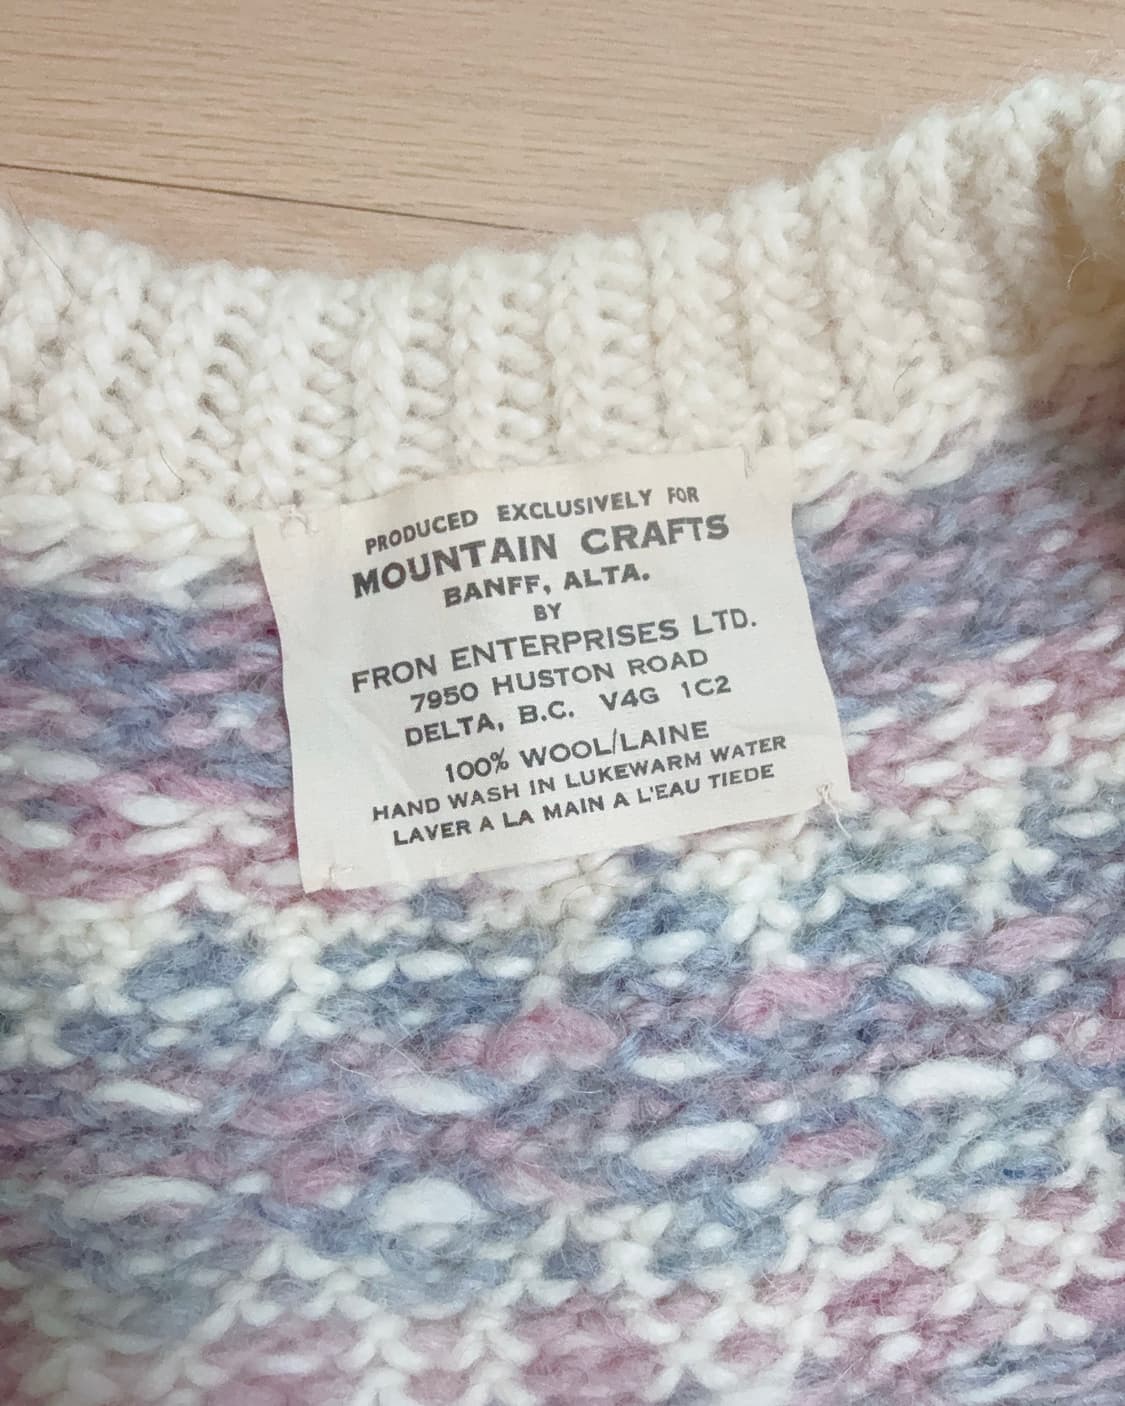 PRODUCED EXCLUSIVELY FOR
MOUNTAIN CRAFTS
BANFF, ALTA.
BY
FRON ENTERPRISES LTD.
7950 HUSTON ROAD
DELTA, B.C. V4G 1C2
100% WOOL/LAINE
HAND WASH IN LUKEWARM WATER
LAVER A LA MAIN A L'EAU TIEDE